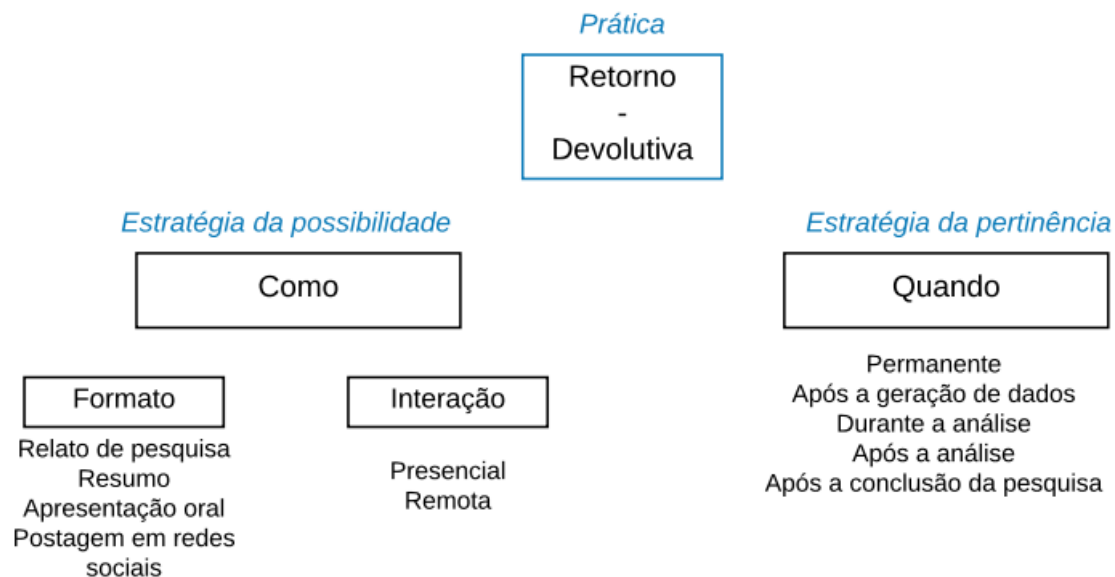 Prática
Retorno
-
Devolutiva
Estratégia da possibilidade
Como
Formato
Relato de pesquisa
Resumo
Apresentação oral
Postagem em redes
sociais
Interação
Presencial
Remota
Estratégia da pertinência
Quando
Permanente
Após a geração de dados
Durante a análise
Após a análise
Após a conclusão da pesquisa